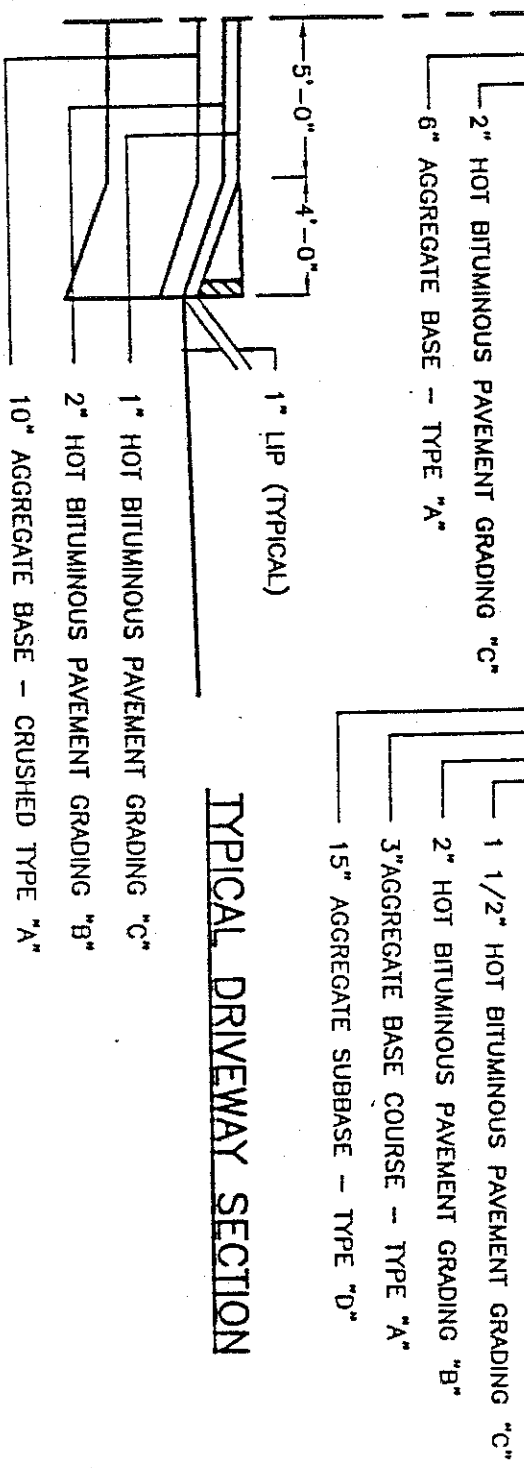 2" HOT BITUMINOUS PAVEMENT GRADING "C"
6" AGGREGATE BASE – TYPE "A"
1 1/2" HOT BITUMINOUS PAVEMENT GRADING "C"
2" HOT BITUMINOUS PAVEMENT GRADING "B"
3"AGGREGATE BASE COURSE – TYPE "A"
15" AGGREGATE SUBBASE – TYPE "D"
5'-0"
4'-0"
1" LIP (TYPICAL)
1" HOT BITUMINOUS PAVEMENT GRADING "C"
2" HOT BITUMINOUS PAVEMENT GRADING "B"
10" AGGREGATE BASE – CRUSHED TYPE "A"
TYPICAL DRIVEWAY SECTION